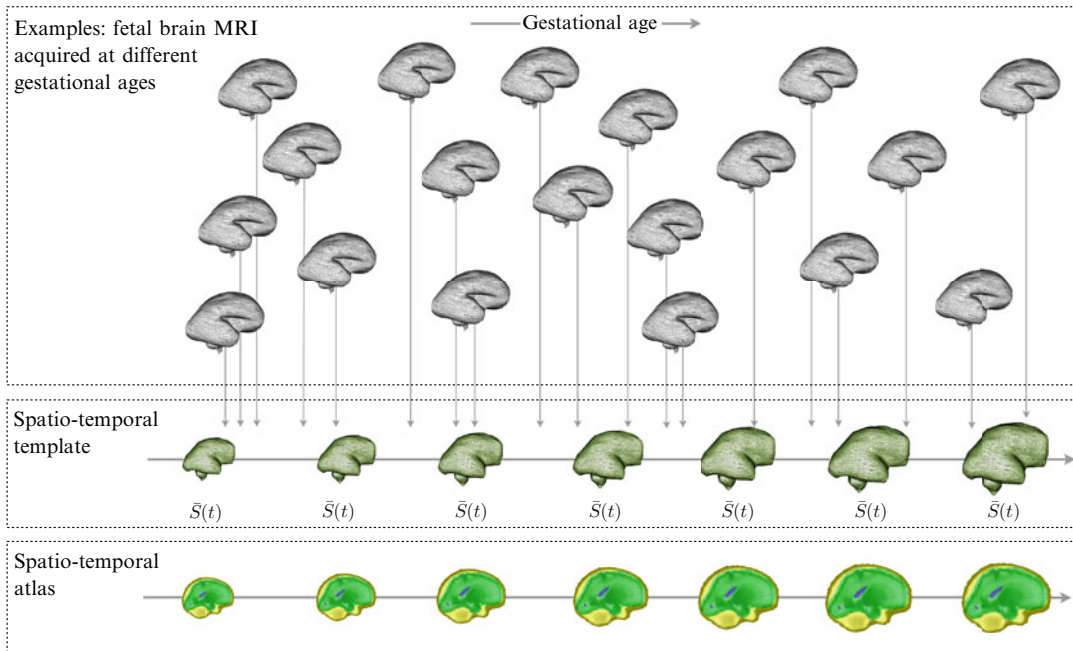 Examples: fetal brain MRI
acquired at different
gestational ages
Gestational age
Spatio-temporal
template
S̄(t) S̄(t) S̄(t) S̄(t) S̄(t) S̄(t) S̄(t)
Spatio-temporal
atlas